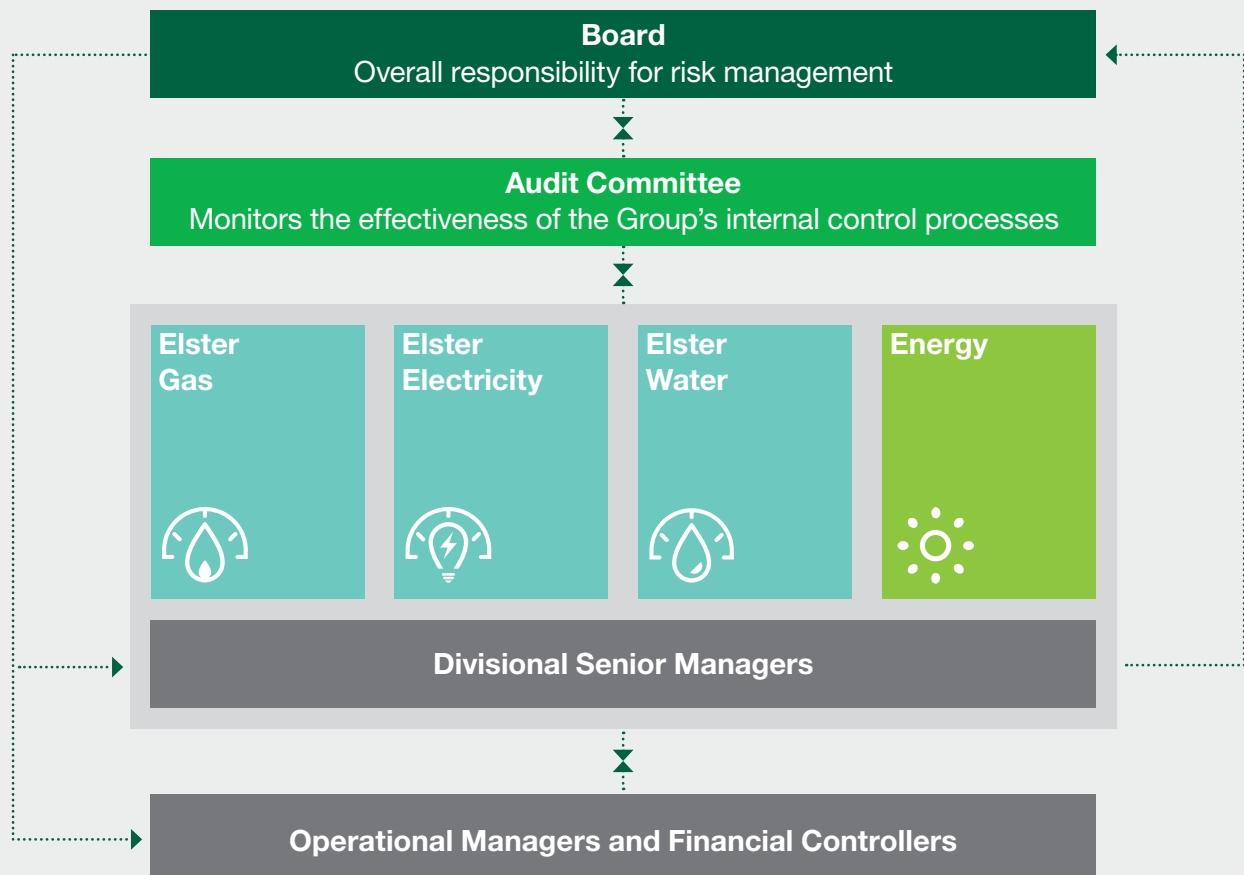 Board
Overall responsibility for risk management
Audit Committee
Monitors the effectiveness of the Group’s internal control processes
Elster
Gas
Elster
Electricity
Elster
Water
Energy
Divisional Senior Managers
Operational Managers and Financial Controllers